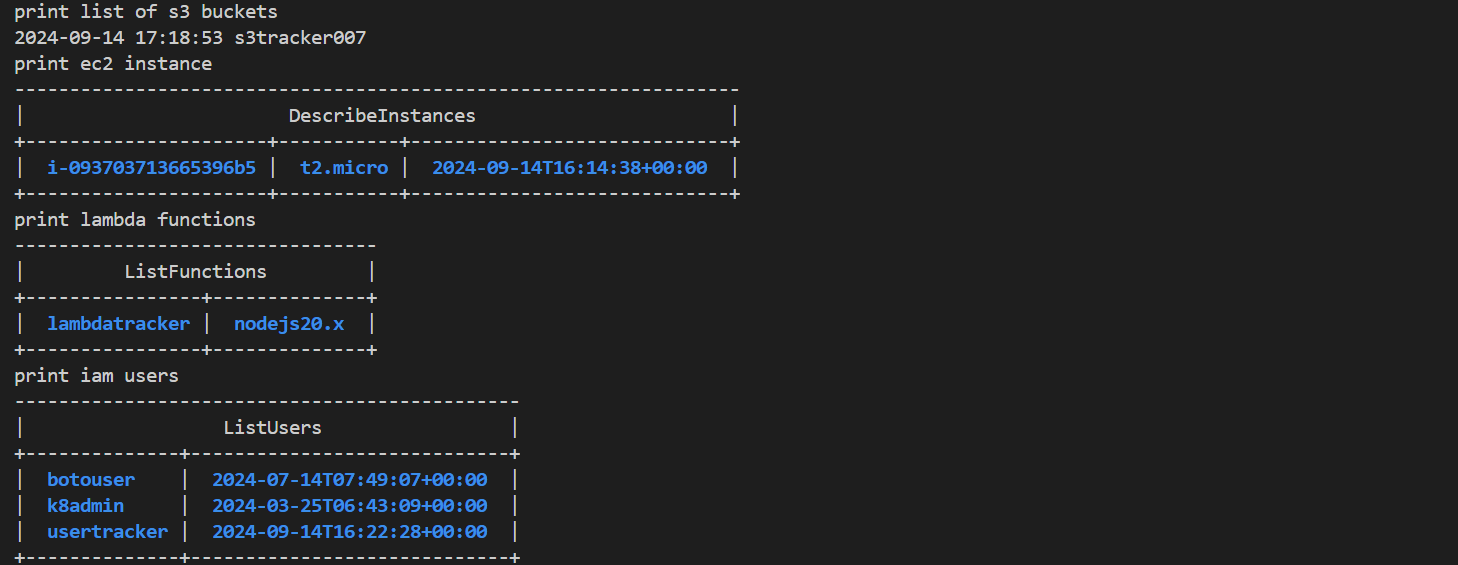 print list of s3 buckets
2024-09-14 17:18:53 s3tracker007
print ec2 instance
-----------------------------------------------------------------
|                        DescribeInstances                       |
+----------------------+-----------+-----------------------------+
|  i-093703713665396b5 |  t2.micro |  2024-09-14T16:14:38+00:00  |
+----------------------+-----------+-----------------------------+
print lambda functions
---------------------------------
|         ListFunctions         |
+----------------+--------------+
|  lambdatracker |  nodejs20.x  |
+----------------+--------------+
print iam users
----------------------------------------------
|                  ListUsers                 |
+--------------+-----------------------------+
|  botouser    |  2024-07-14T07:49:07+00:00  |
|  k8admin     |  2024-03-25T06:43:09+00:00  |
|  usertracker |  2024-09-14T16:22:28+00:00  |
+--------------+-----------------------------+